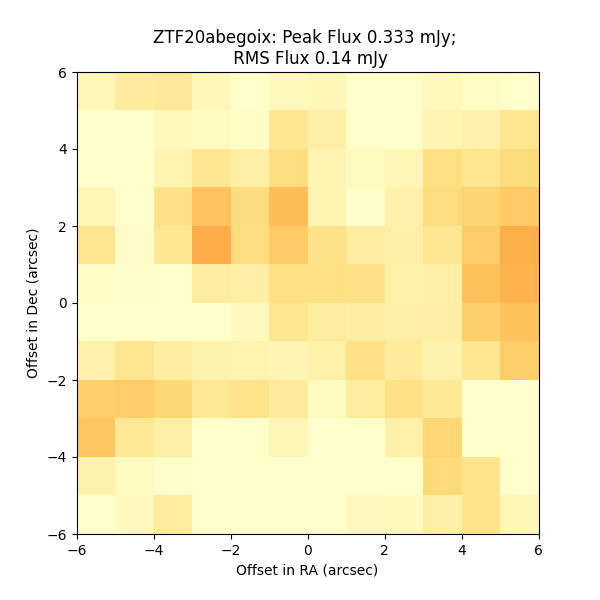 ZTF20abegoix: Peak Flux 0.333 mJy;
RMS Flux 0.14 mJy
6
4
2
0
−2
−4
−6
Offset in Dec (arcsec)
−6 −4 −2 0 2 4 6
Offset in RA (arcsec)